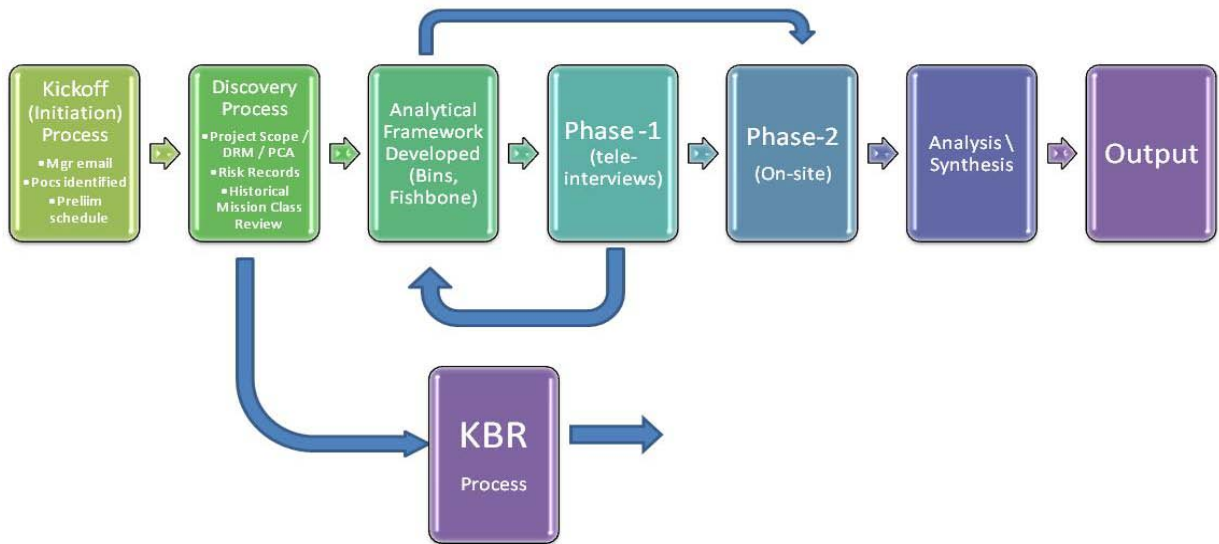 Kickoff
(Initiation)
Process
▪Mgr email
▪Pocs identified
▪Preliim
schedule
Discovery
Process
▪Project Scope /
DRM / PCA
▪Risk Records
▪Historical
Mission Class
Review
Analytical
Framework
Developed
(Bins,
Fishbone)
Phase -1
(tele-
interviews)
Phase-2
(On-site)
Analysis \
Synthesis
Output
KBR
Process